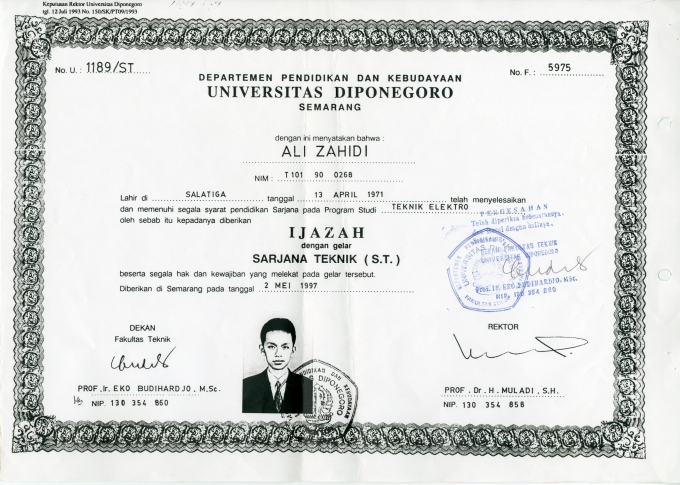 Keputusan Rektor Universitas Diponegoro
tgl. 12 Juli 1993 No. 150/SK/PT09/1993
No. U. : 1189/ST
No. F. : 5975
DEPARTEMEN PENDIDIKAN DAN KEBUDAYAAN
UNIVERSITAS DIPONEGORO
SEMARANG
dengan ini menyatakan bahwa :
ALI ZAHIDI
NIM : T101 90 0268
Lahir di SALATIGA tanggal 13 APRIL 1971 telah menyelesaikan
dan memenuhi segala syarat pendidikan Sarjana pada Program Studi TEKNIK ELEKTRO
oleh sebab itu kepadanya diberikan
IJAZAH
dengan gelar
SARJANA TEKNIK (S.T.)
beserta segala hak dan kewajiban yang melekat pada gelar tersebut.
Diberikan di Semarang pada tanggal 2 MEI 1997
PENGESAHAN
Telah diperiksa kebenarannya.
dengan aslinya.
TEKNIK
UNIVERSITAS DIPONEGORO
Prof. Ir. EKO BUDIHARDJO, MSc.
NIP. 130 354 860
DEKAN
Fakultas Teknik
PROF. Ir. EKO BUDIHARDJO, M.Sc.
NIP. 130 354 860
PENDIDIKAN DAN KEBUDAYAAN
DIPONEGORO
REKTOR
PROF. Dr. H. MULADI, S.H.
NIP. 130 354 856